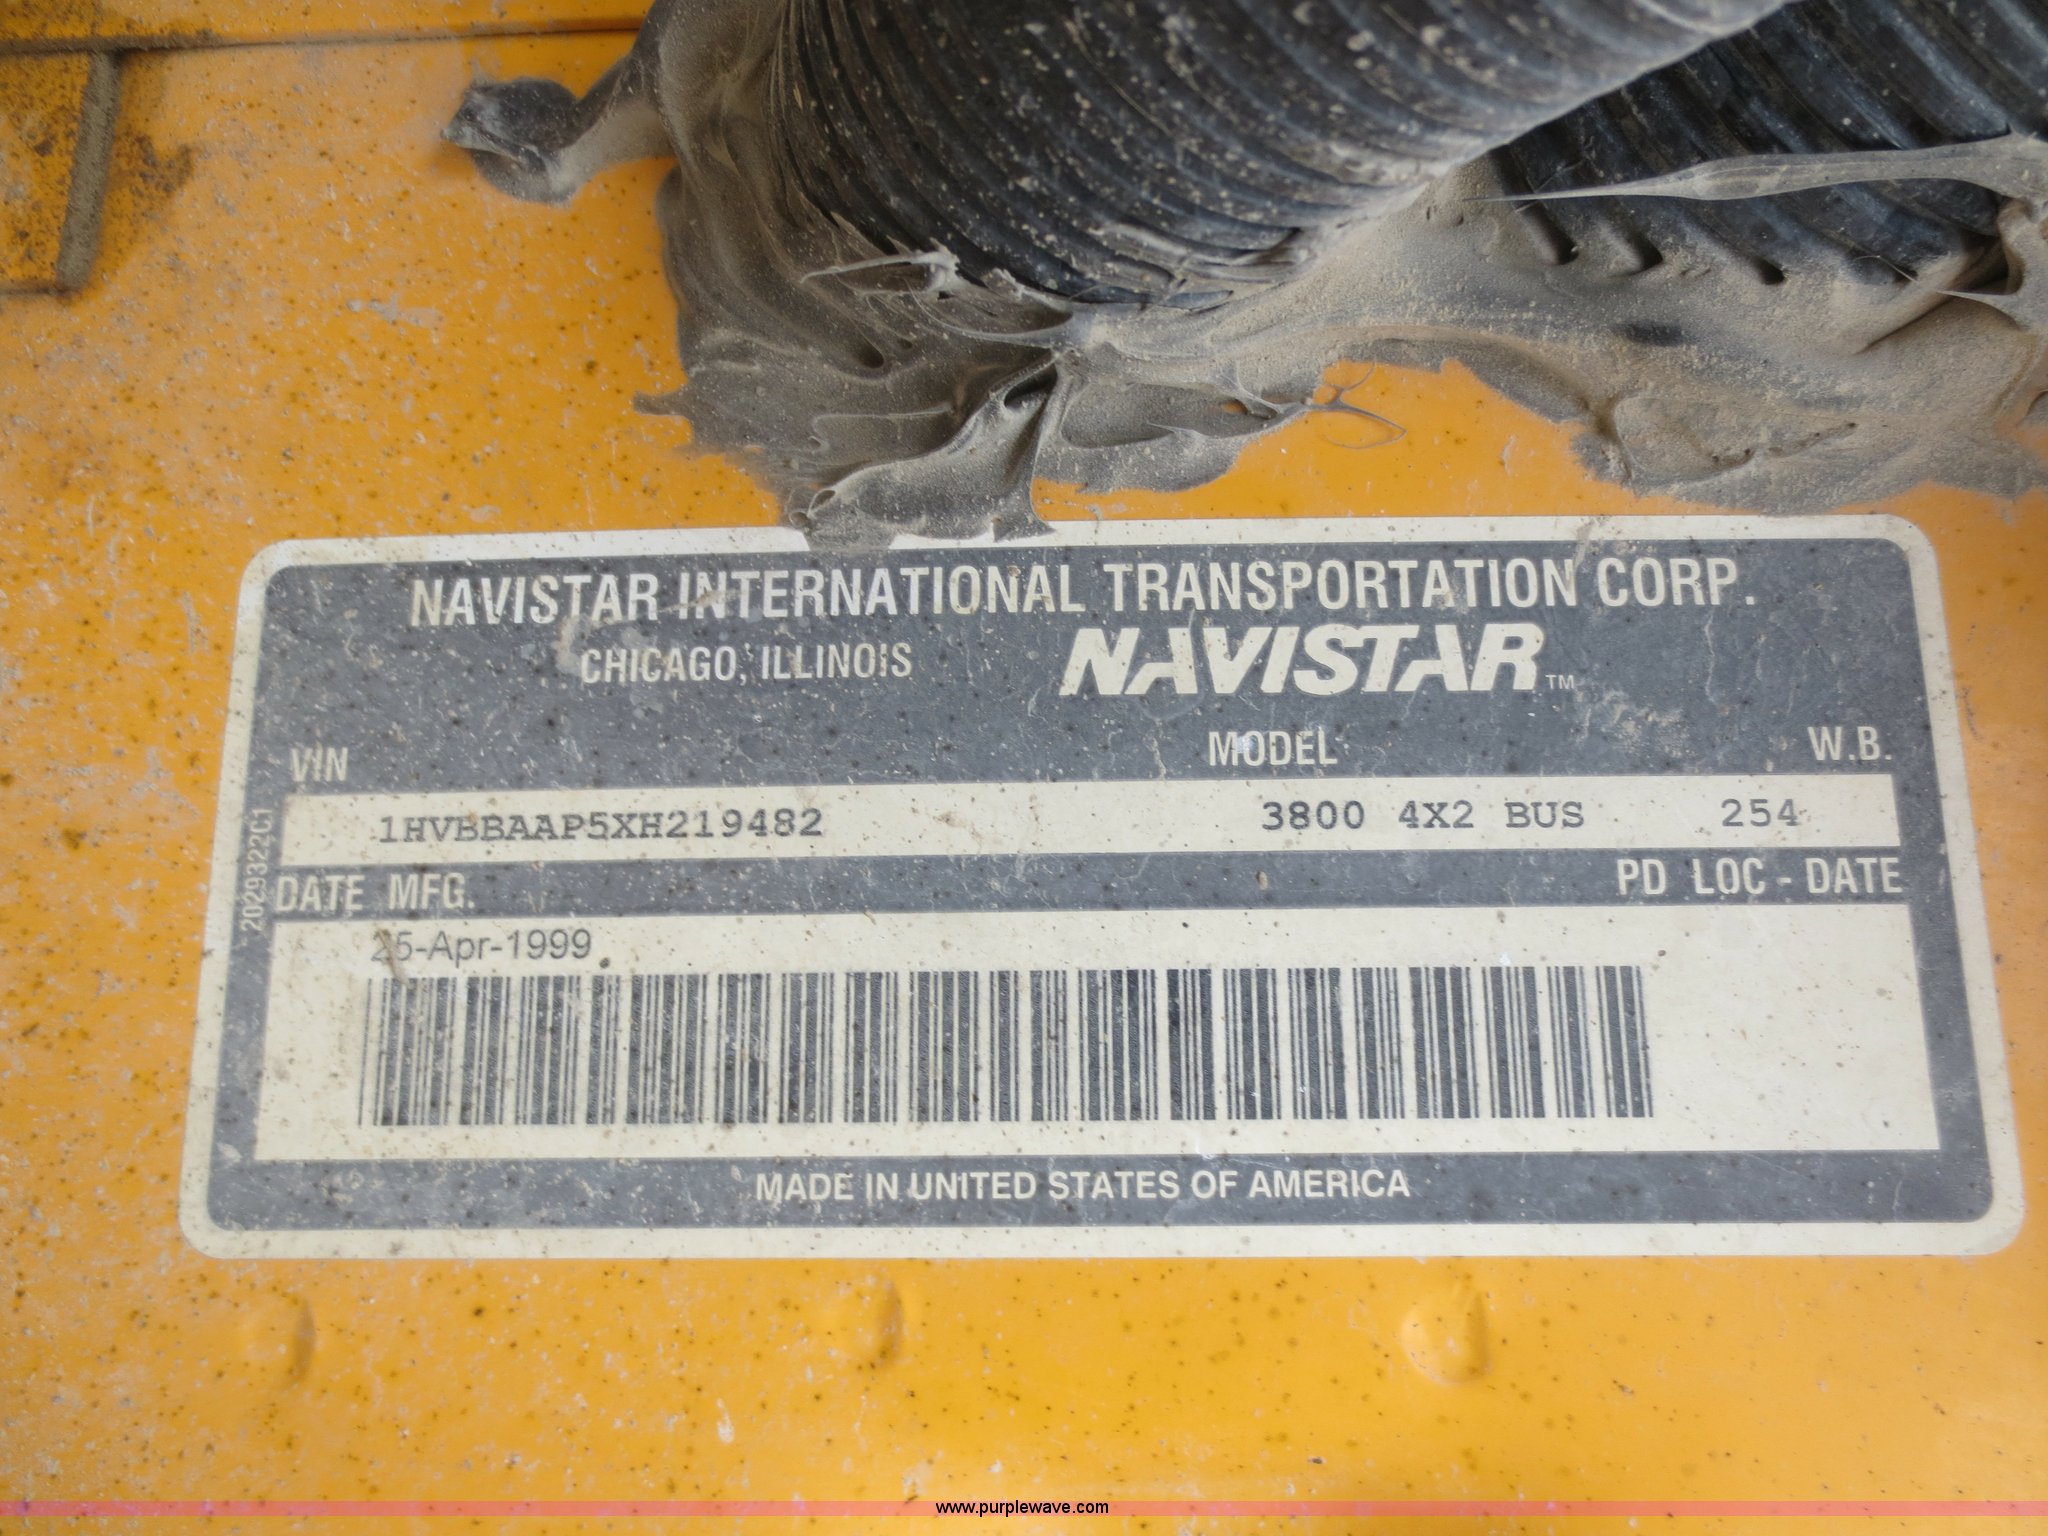 NAVISTAR INTERNATIONAL TRANSPORTATION CORP.
CHICAGO, ILLINOIS NAVISTAR™
VIN MODEL W.B.
1HVBBAAP5XH219482 3800 4X2 BUS 254
DATE MFG. PD LOC - DATE
25-Apr-1999
2029322C1
MADE IN UNITED STATES OF AMERICA
www.purplewave.com